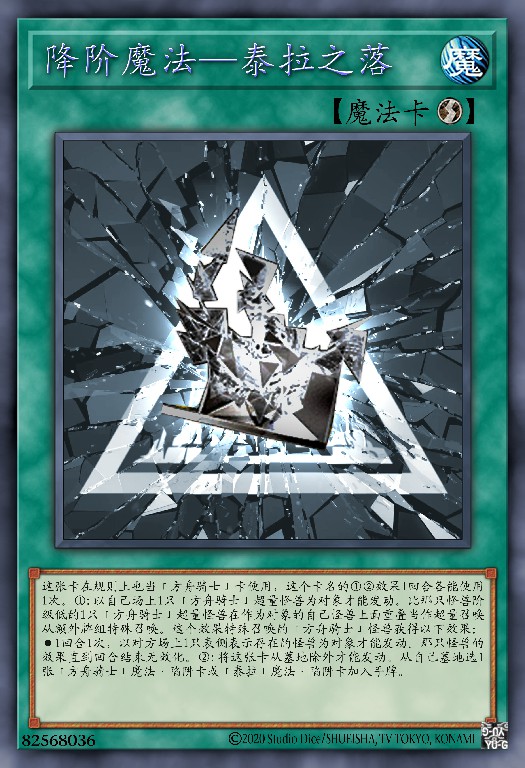 降阶魔法—泰拉之落
魔
【魔法卡】
这张卡在规则上也当「方舟骑士」卡使用。这个卡名的①②效果1回合各能使用
1次。①:以自己场上1只「方舟骑士」超量怪兽为对象才能发动。比那只怪兽阶
级低的1只「方舟骑士」超量怪兽在作为对象的自己怪兽上面重叠当作超量召唤
从额外牌组特殊召唤。这个效果特殊召唤的「方舟骑士」怪兽获得以下效果:
●1回合1次,以对方场上1只表侧表示存在的怪兽为对象才能发动。那只怪兽的
效果直到回合结束无效化。②:将这张卡从墓地除外才能发动。从自己墓地选1
张「方舟骑士」魔法·陷阱卡或「泰拉」魔法·陷阱卡加入手牌。
82568036
©2020 Studio Dice/SHUEISHA, TV TOKYO, KONAMI